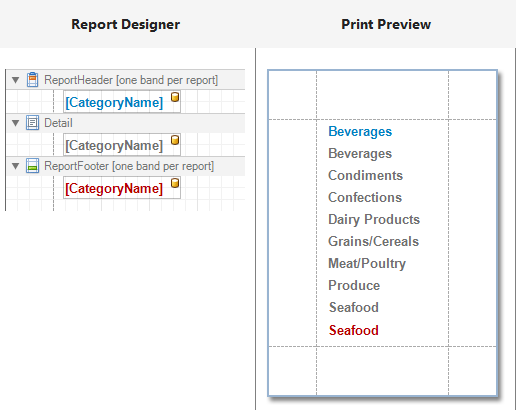 Report Designer
Print Preview
ReportHeader [one band per report]
[CategoryName]
Detail
[CategoryName]
ReportFooter [one band per report]
[CategoryName]
Beverages
Beverages
Condiments
Confections
Dairy Products
Grains/Cereals
Meat/Poultry
Produce
Seafood
Seafood